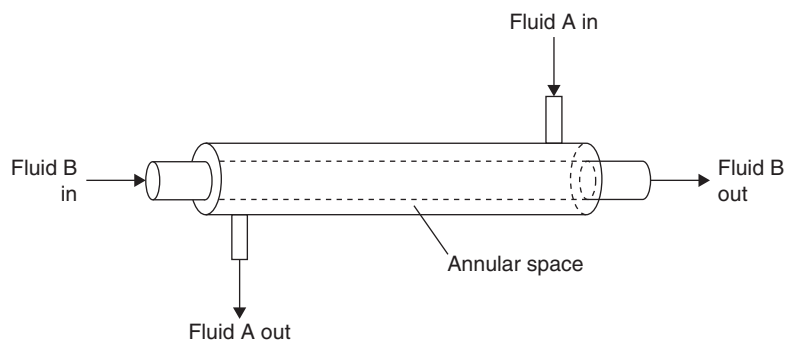 Fluid A in
Fluid B
in
Fluid B
out
Annular space
Fluid A out